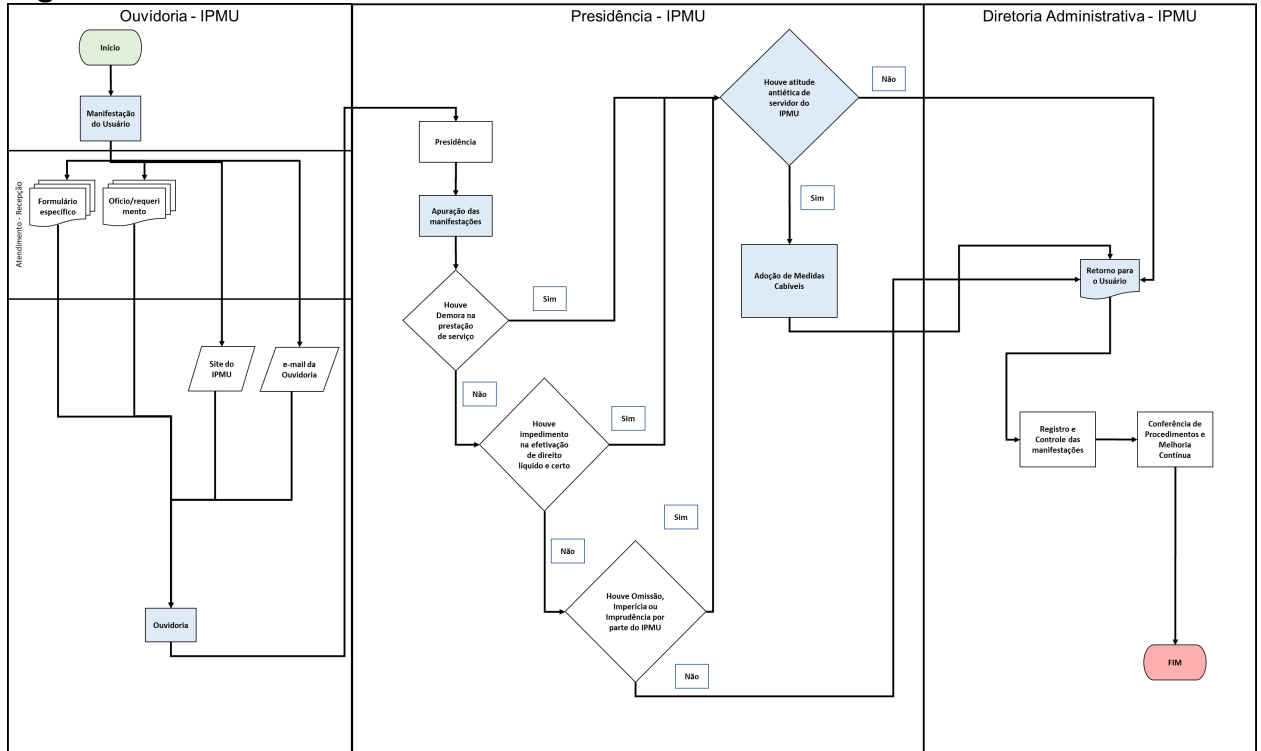 Ouvidoria - IPMU
Início
Manifestação
do Usuário
Atendimento - Recepção
Formulário
específico
Ofício/requeri
mento
Site do
IPMU
e-mail da
Ouvidoria
Ouvidoria
Presidência - IPMU
Presidência
Apuração das
manifestações
Houve
Demora na
prestação
de serviço
Sim
Não
Houve
impedimento
na efetivação
de direito
líquido e certo
Sim
Não
Houve Omissão,
Imperícia ou
Imprudência por
parte do IPMU
Sim
Não
Houve atitude
antiética de
servidor do
IPMU
Não
Sim
Adoção de Medidas
Cabíveis
Diretoria Administrativa - IPMU
Retorno para
o Usuário
Registro e
Controle das
manifestações
Conferência de
Procedimentos e
Melhoria
Contínua
FIM